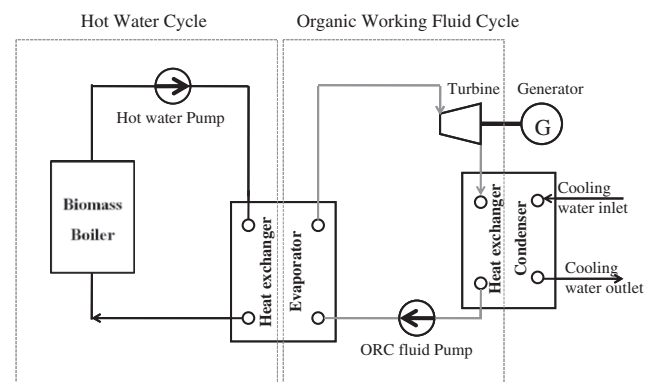 Hot Water Cycle
Organic Working Fluid Cycle
Turbine
Generator
Hot water Pump
G
Biomass
Boiler
Heat exchanger
Evaporator
Heat exchanger
Condenser
Cooling
water inlet
Cooling
water outlet
ORC fluid Pump